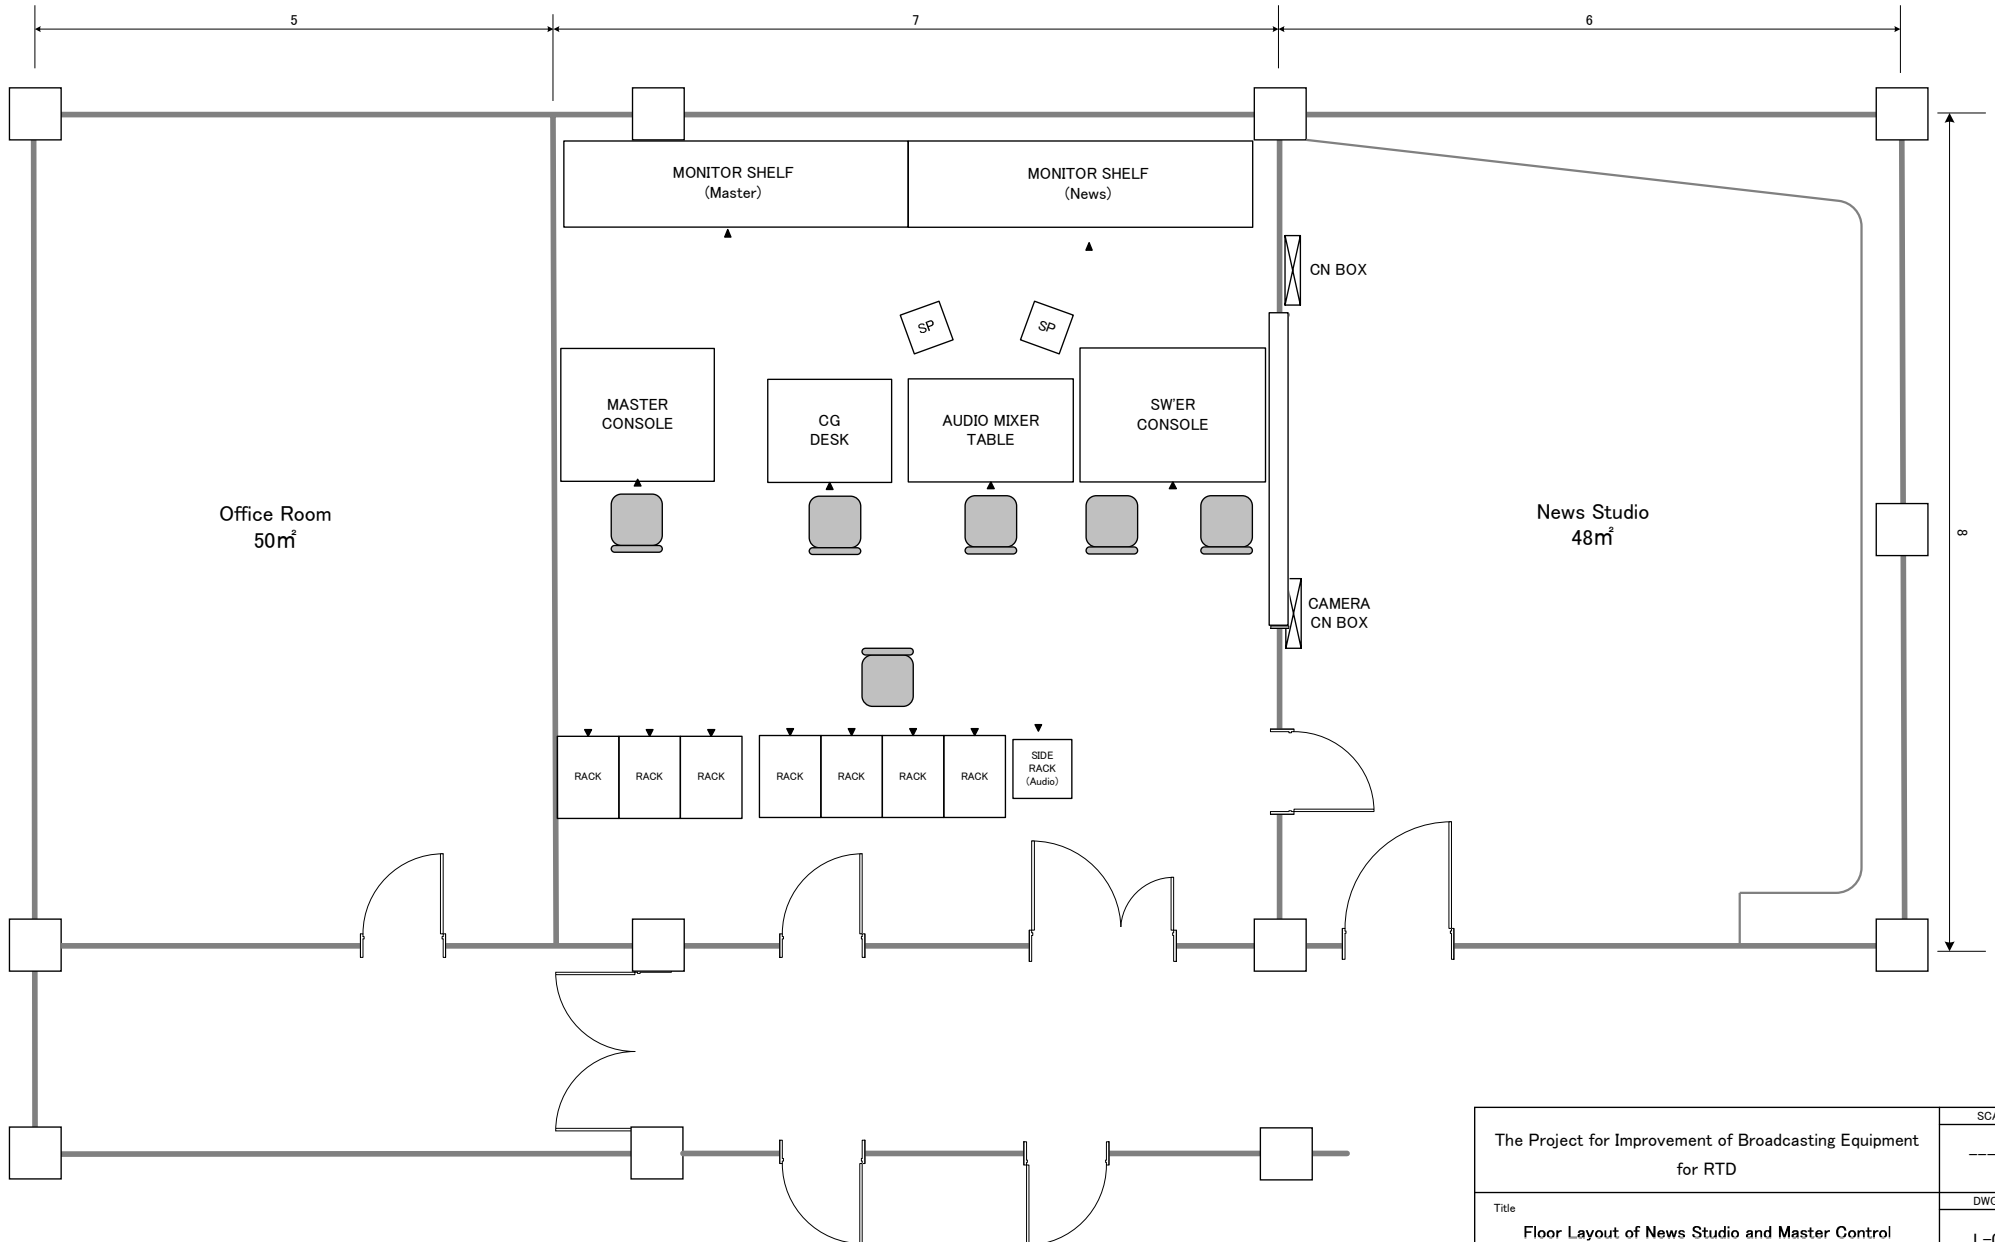 5
7
6
MONITOR SHELF
(Master)
MONITOR SHELF
(News)
CN BOX
SP
SP
MASTER
CONSOLE
CG
DESK
AUDIO MIXER
TABLE
SW'ER
CONSOLE
Office Room
50㎡
News Studio
48㎡
8
CAMERA
CN BOX
RACK
RACK
RACK
RACK
RACK
RACK
RACK
SIDE
RACK
(Audio)
The Project for Improvement of Broadcasting Equipment
for RTD
Title
Floor Layout of News Studio and Master Control